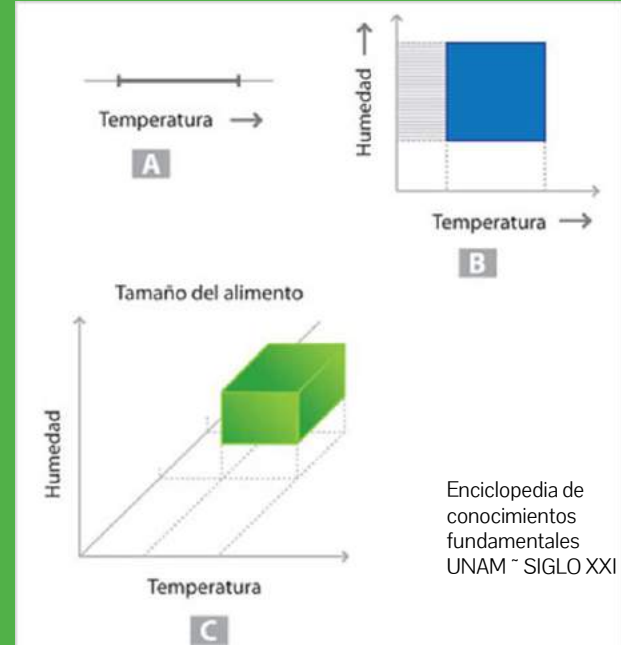 Temperatura
A
Humedad
Temperatura
B
Tamaño del alimento
Humedad
Temperatura
C
Enciclopedia de
conocimientos
fundamentales
UNAM ~ SIGLO XXI